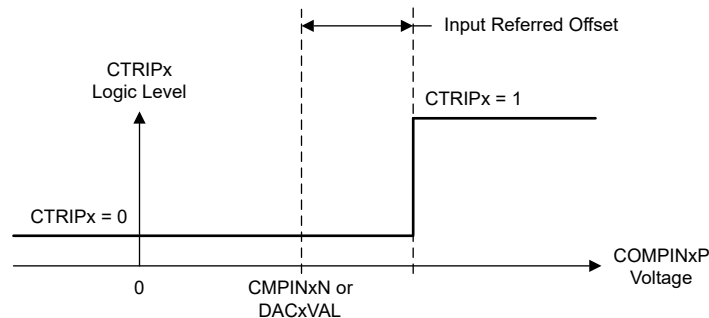 Input Referred Offset
CTRIPx
Logic Level
CTRIPx = 1
CTRIPx = 0
COMPINxP
Voltage
0
CMPINxN or
DACxVAL